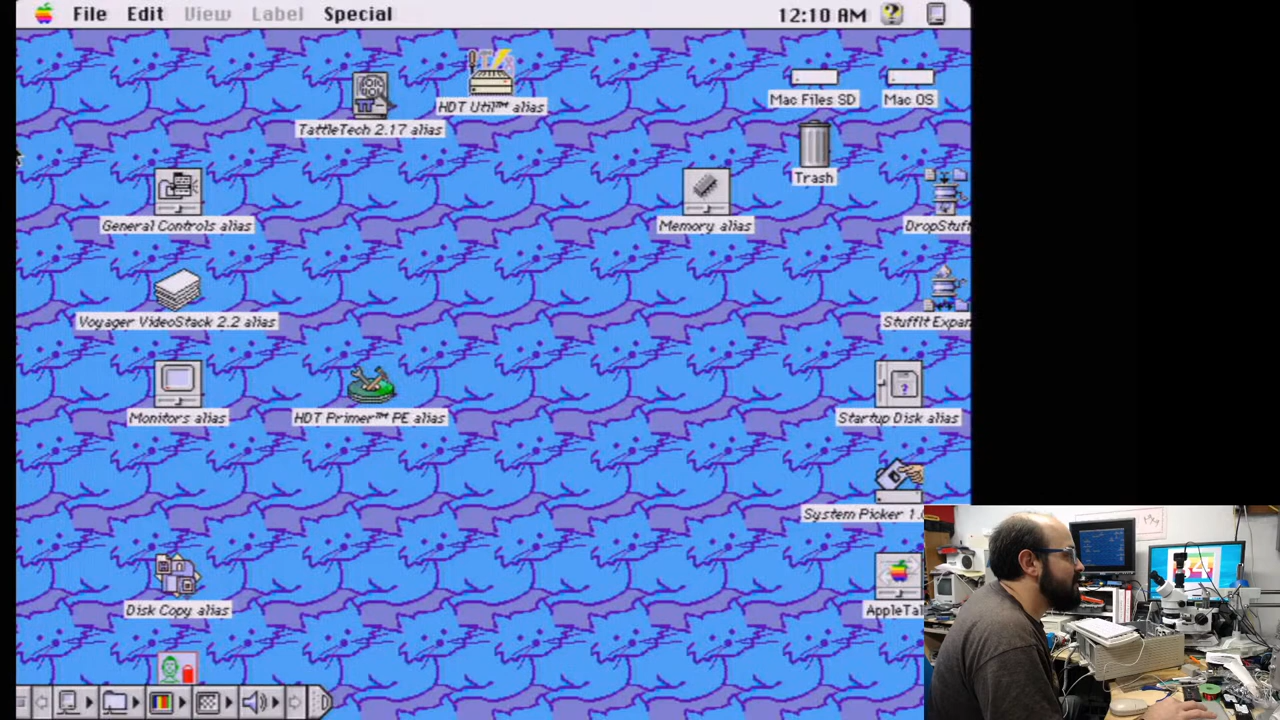 File Edit View Label Special 12:10 AM
HDT Util™ alias
Mac Files SD Mac OS
TattleTech 2.17 alias
Trash
General Controls alias Memory alias DropStuff
Voyager VideoStack 2.2 alias StuffIt Expan
Monitors alias HDT Primer™ PE alias Startup Disk alias
System Picker 1.
Disk Copy alias AppleTal